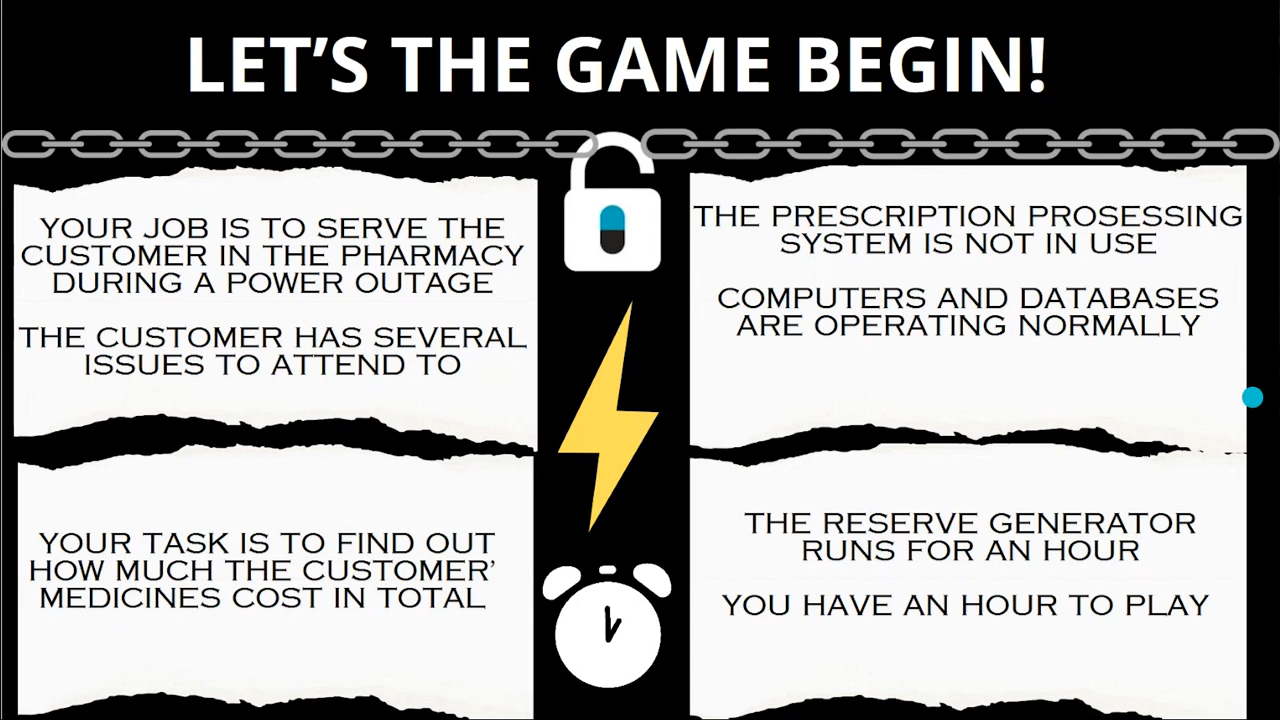 LET'S THE GAME BEGIN!
YOUR JOB IS TO SERVE THE
CUSTOMER IN THE PHARMACY
DURING A POWER OUTAGE
THE CUSTOMER HAS SEVERAL
ISSUES TO ATTEND TO
THE PRESCRIPTION PROSESSING
SYSTEM IS NOT IN USE
COMPUTERS AND DATABASES
ARE OPERATING NORMALLY
YOUR TASK IS TO FIND OUT
HOW MUCH THE CUSTOMER'
MEDICINES COST IN TOTAL
THE RESERVE GENERATOR
RUNS FOR AN HOUR
YOU HAVE AN HOUR TO PLAY